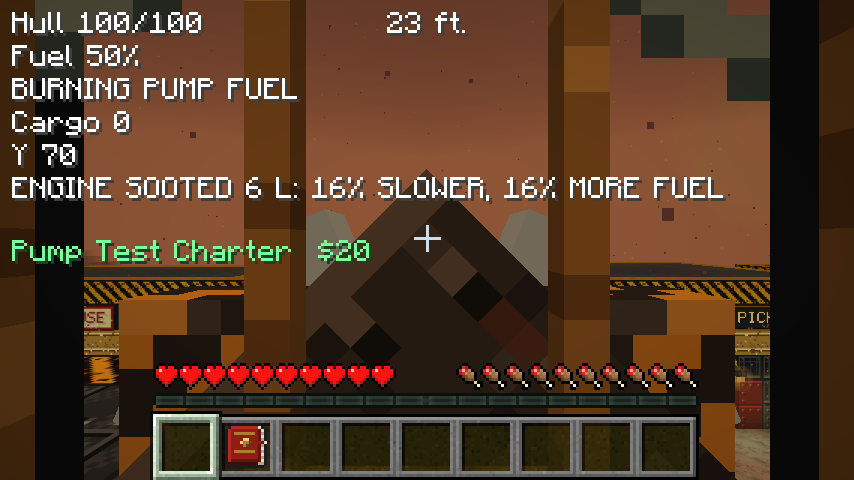 Hull 100/100
23 ft.
Fuel 50%
BURNING PUMP FUEL
Cargo 0
Y 70
ENGINE SOOTED 6 L: 16% SLOWER, 16% MORE FUEL
Pump Test Charter $20
SE
PICK